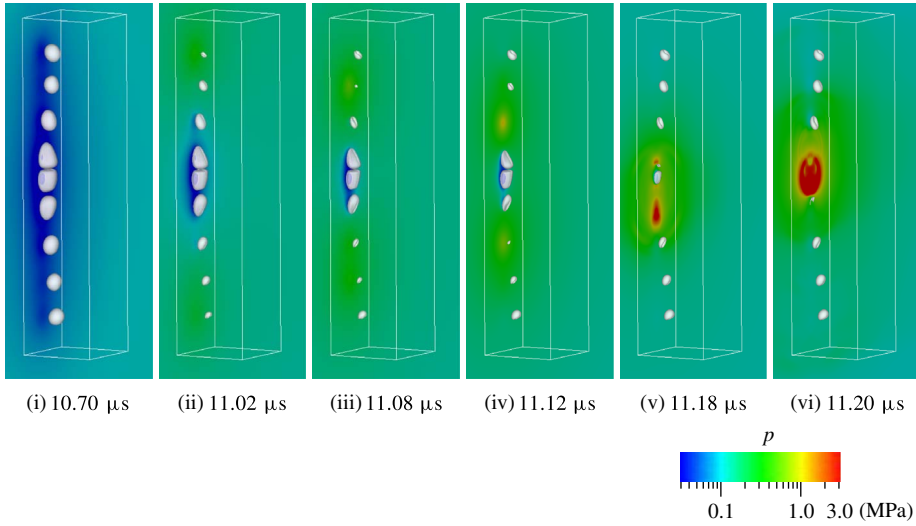 (i) 10.70 μs (ii) 11.02 μs (iii) 11.08 μs (iv) 11.12 μs (v) 11.18 μs (vi) 11.20 μs
p
0.1 1.0 3.0 (MPa)